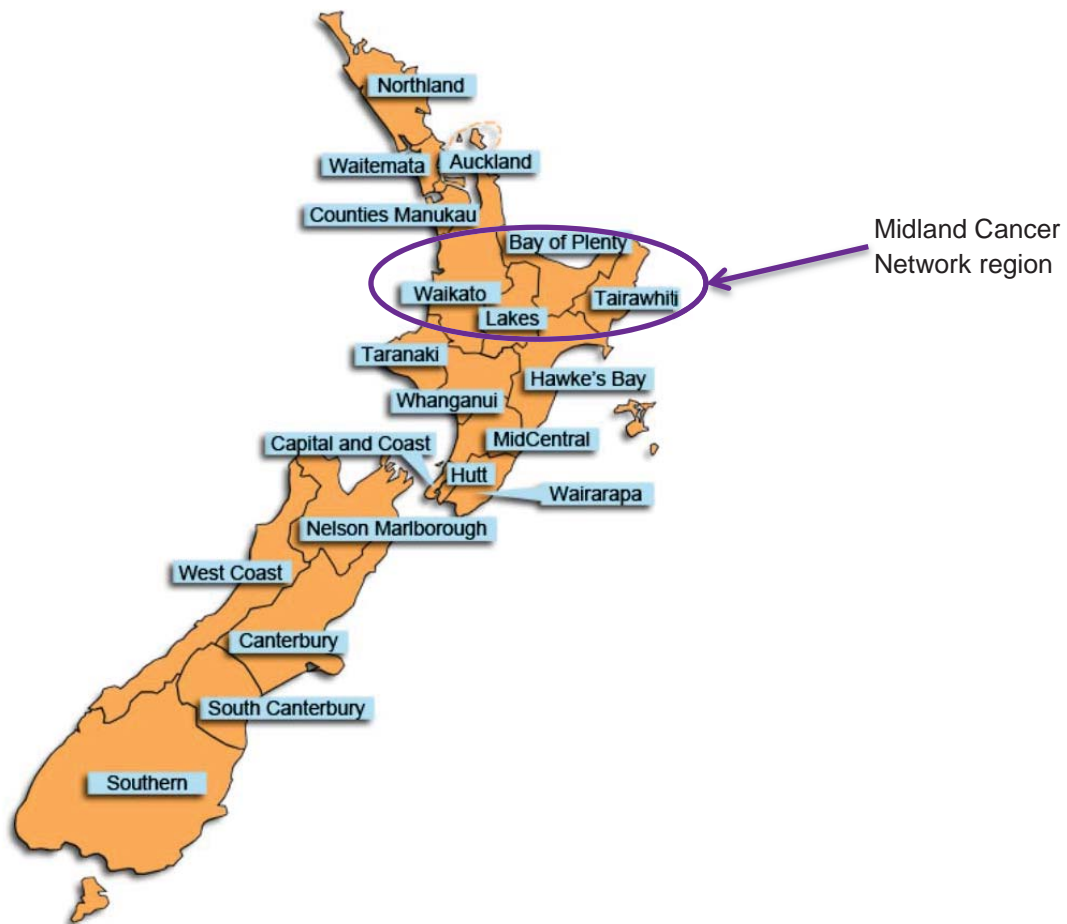 Northland
Waitemata
Auckland
Counties Manukau
Bay of Plenty
Midland Cancer
Network region
Waikato
Tairawhiti
Lakes
Taranaki
Hawke's Bay
Whanganui
Capital and Coast
MidCentral
Hutt
Wairarapa
Nelson Marlborough
West Coast
Canterbury
South Canterbury
Southern